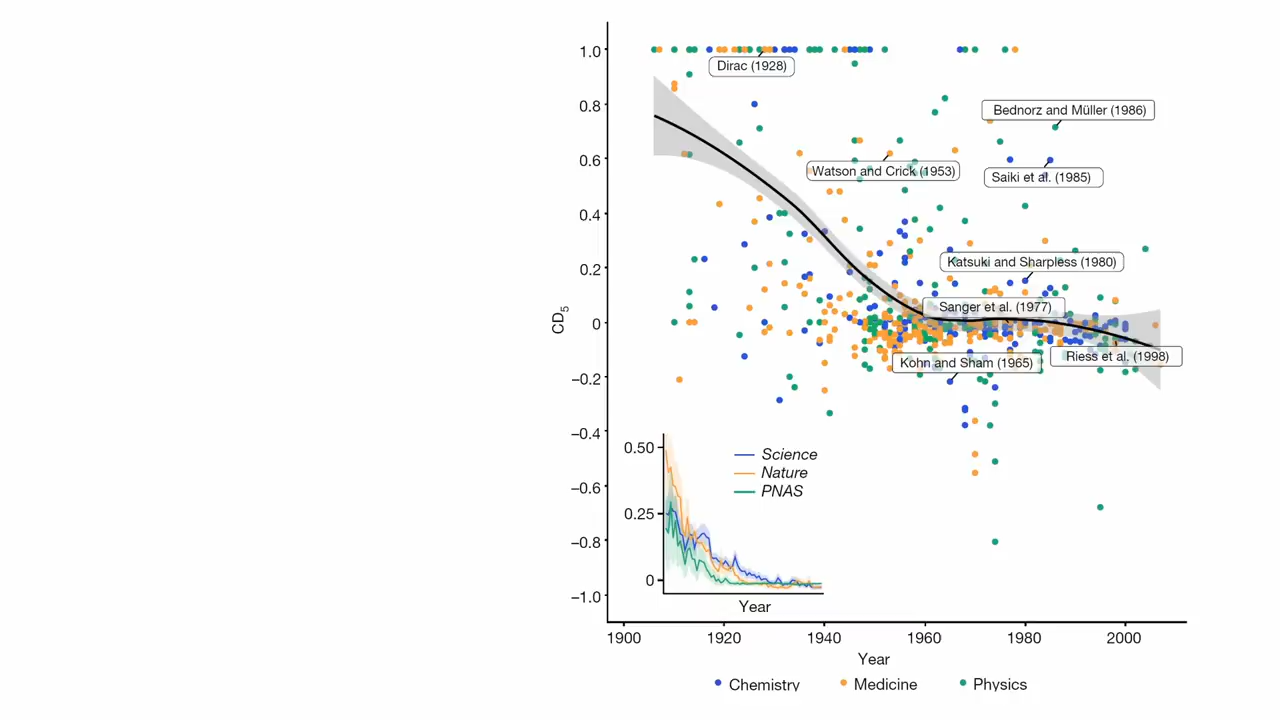 1.0
Dirac (1928)
0.8
Bednorz and Müller (1986)
0.6
Watson and Crick (1953)
Saiki et al. (1985)
0.4
Katsuki and Sharpless (1980)
0.2
Sanger et al. (1977)
CD5
0
Riess et al. (1998)
Kohn and Sham (1965)
−0.2
−0.4
0.50
Science
Nature
−0.6
PNAS
0.25
−0.8
0
−1.0
Year
1900 1920 1940 1960 1980 2000
Year
Chemistry Medicine Physics